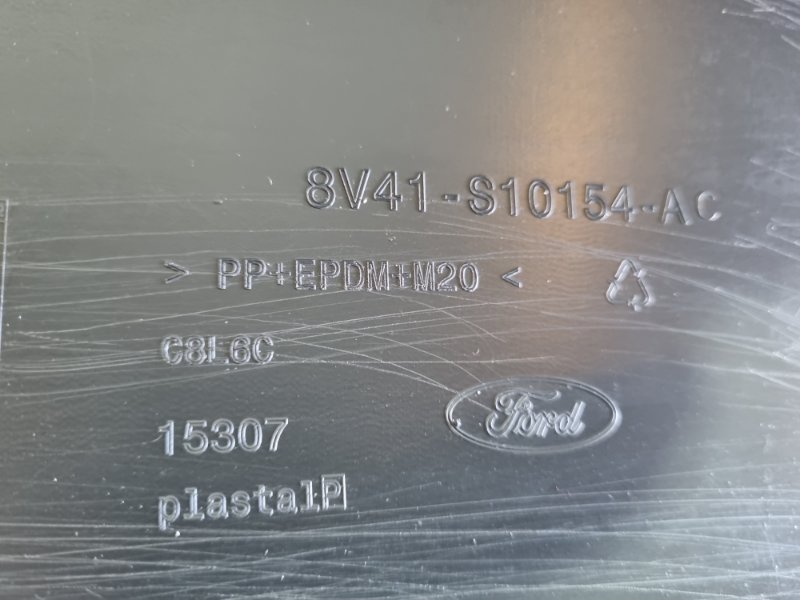 8V41-S10154-AC
> PP+EPDM+M20 <
C8L6C
15307
Ford
plastalP